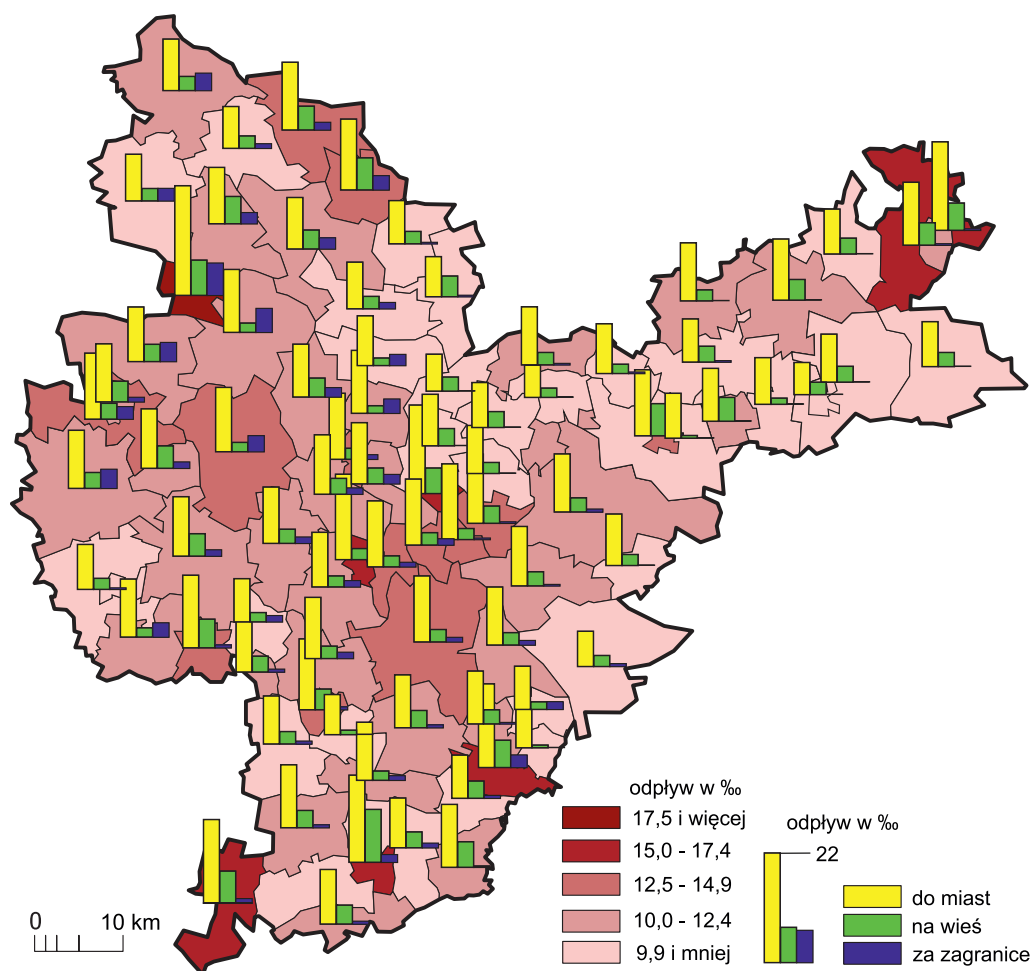 odpływ w ‰
17,5 i więcej
15,0 - 17,4
12,5 - 14,9
10,0 - 12,4
9,9 i mniej
odpływ w ‰
22
do miast
na wieś
za zagranice
0 10 km